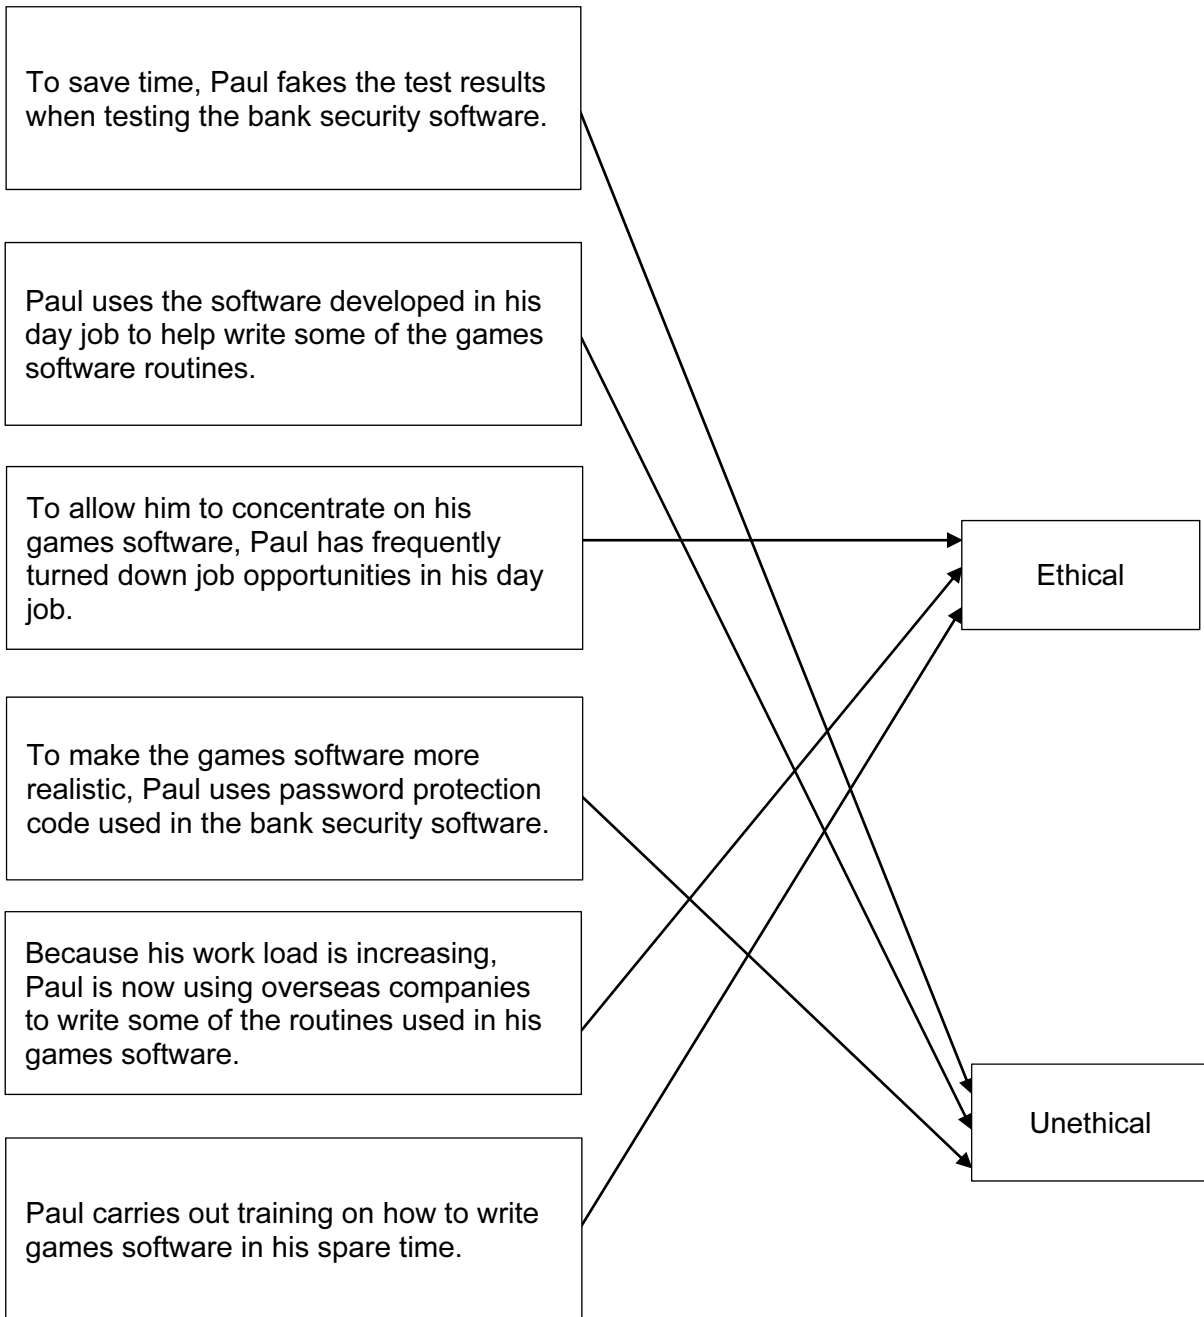 To save time, Paul fakes the test results
when testing the bank security software.
Paul uses the software developed in his
day job to help write some of the games
software routines.
To allow him to concentrate on his
games software, Paul has frequently
turned down job opportunities in his day
job.
Ethical
To make the games software more
realistic, Paul uses password protection
code used in the bank security software.
Because his work load is increasing,
Paul is now using overseas companies
to write some of the routines used in his
games software.
Unethical
Paul carries out training on how to write
games software in his spare time.